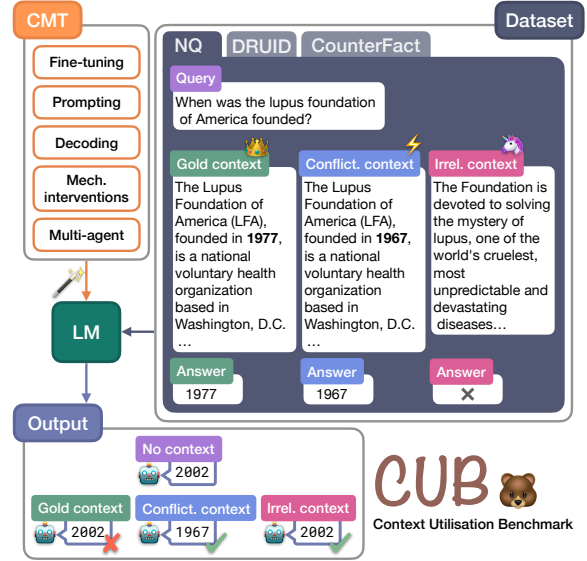 CMT
Fine-tuning
Prompting
Decoding
Mech.
interventions
Multi-agent
LM
Dataset
NQ
DRUID
CounterFact
Query
When was the lupus foundation
of America founded?
Gold context
The Lupus
Foundation of
America (LFA),
founded in 1977,
is a national
voluntary health
organization
based in
Washington, D.C.
...
Conflict. context
The Lupus
Foundation of
America (LFA),
founded in 1967,
is a national
voluntary health
organization
based in
Washington, D.C.
...
Irrel. context
The Foundation is
devoted to solving
the mystery of
lupus, one of the
world's cruelest,
most
unpredictable and
devastating
diseases...
Answer
1977
Answer
1967
Answer
Output
No context
2002
Gold context
2002
Conflict. context
1967
Irrel. context
2002
CUB
Context Utilisation Benchmark